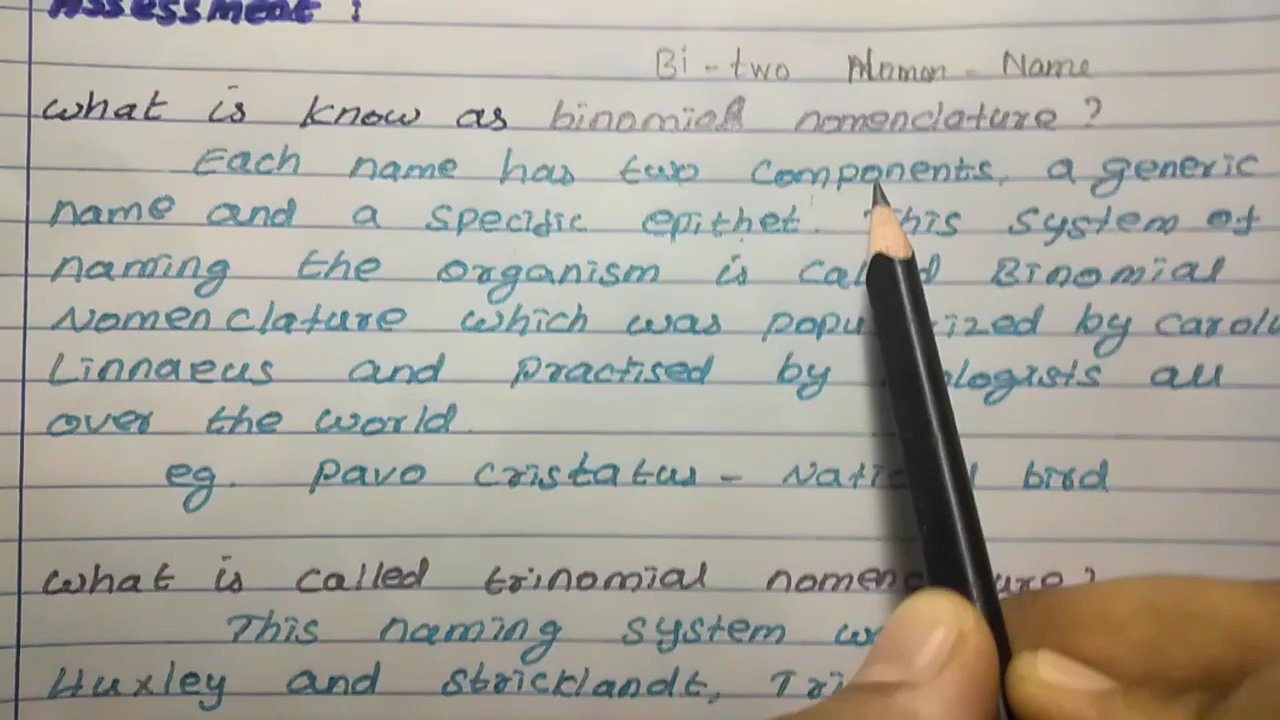 Assessment :
Bi - two Noman - Name
what is know as binomial nomenclature ?
Each name has two components, a generic
name and a specific epithet. This system of
naming the organism is called Binomial
Nomenclature which was popularized by Carolu
Linnaeus and practised by all
over the world.
eg. pavo cristatus - National bird
what is called trinomial nomenclature?
This naming system
Huxley and stricklandt,